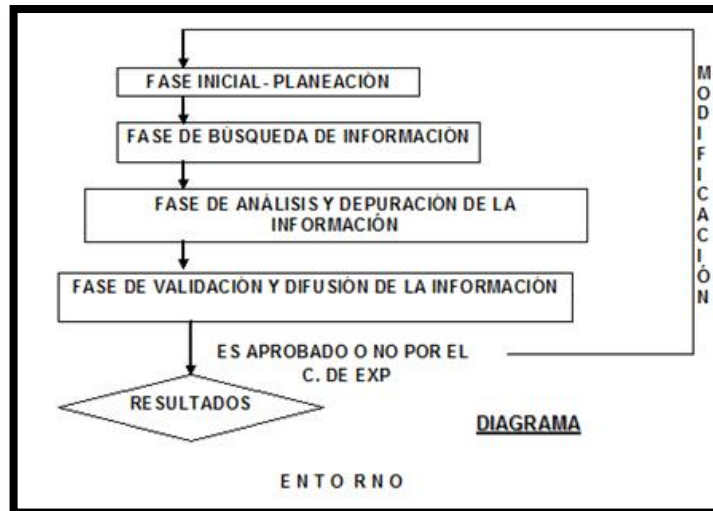 FASE INICIAL- PLANEACIÓN
FASE DE BÚSQUEDA DE INFORMACIÓN
FASE DE ANÁLISIS Y DEPURACIÓN DE LA
INFORMACIÓN
FASE DE VALIDACIÓN Y DIFUSIÓN DE LA INFORMACIÓN
ES APROBADO O NO POR EL
C. DE EXP
RESULTADOS
DIAGRAMA
ENTORNO
MODIFICACIÓN